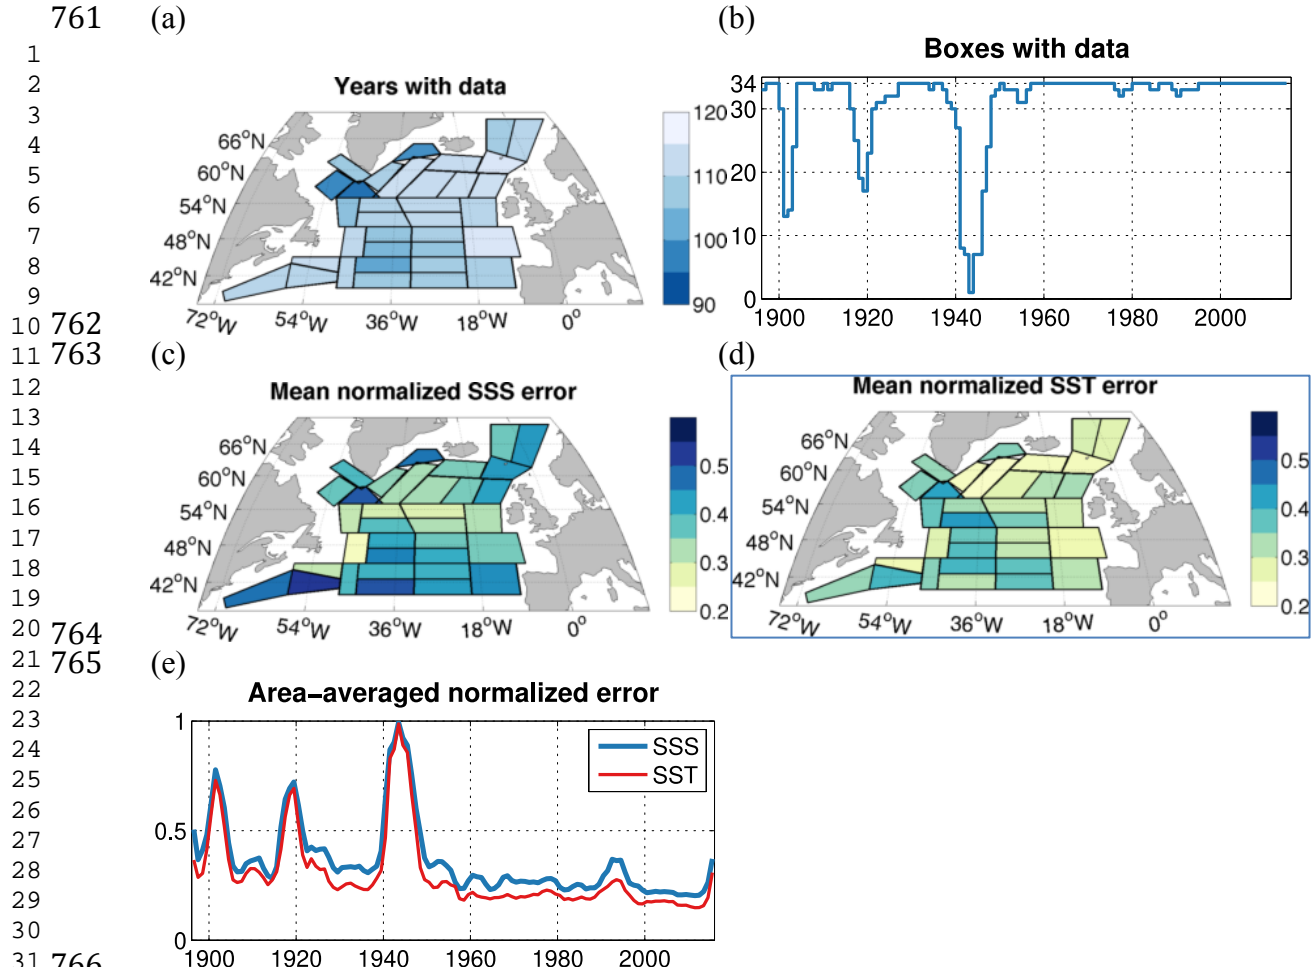 761 (a) (b)
1
Boxes with data
2 Years with data
34
3 120
30
4 66°N
5 60°N 110 20
6 54°N
7 48°N 100 10
8 42°N
9 90 0
72°W 54°W 36°W 18°W 0°
1900 1920 1940 1960 1980 2000
10 762
11 763 (c) (d)
12 Mean normalized SSS error Mean normalized SST error
13
14 66°N 66°N
15 60°N 0.5 60°N 0.5
16 54°N 0.4 54°N 0.4
17 48°N 48°N
0.3 0.3
18 42°N 42°N
19 0.2 0.2
72°W 54°W 36°W 18°W 0° 72°W 54°W 36°W 18°W 0°
20 764
21 765 (e)
22 Area-averaged normalized error
23 1
24 SSS
25 SST
26
27 0.5
28
29
30 0
31 766 1900 1920 1940 1960 1980 2000